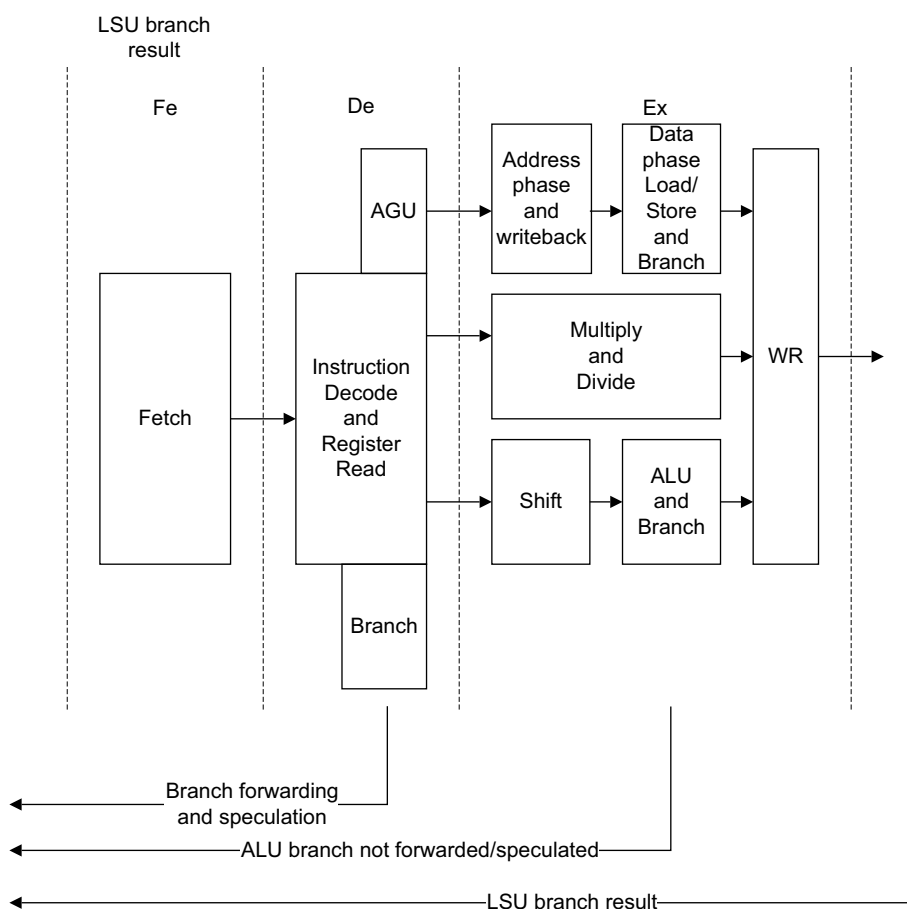 LSU branch
result
Fe
De
Ex
AGU
Address
phase
and
writeback
Data
phase
Load/
Store
and
Branch
Fetch
Instruction
Decode
and
Register
Read
Multiply
and
Divide
WR
Shift
ALU
and
Branch
Branch
Branch forwarding
and speculation
ALU branch not forwarded/speculated
LSU branch result